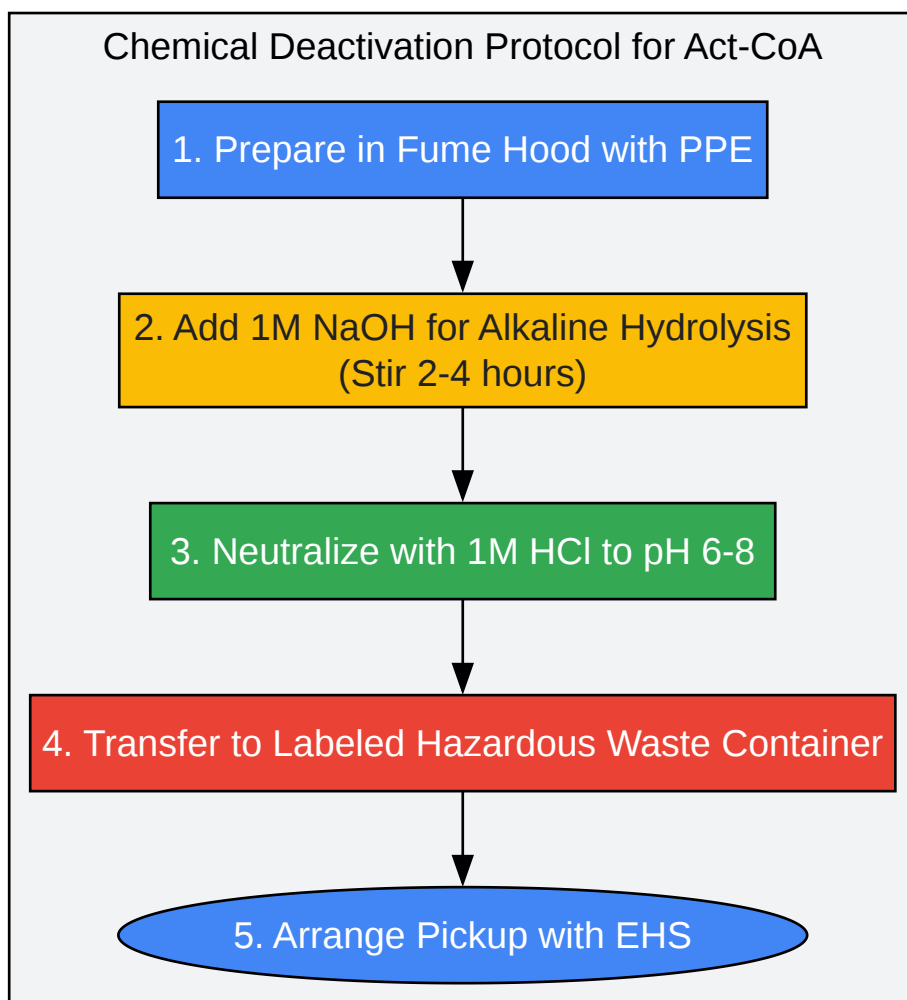 Chemical Deactivation Protocol for Act-CoA
1. Prepare in Fume Hood with PPE
2. Add 1M NaOH for Alkaline Hydrolysis
(Stir 2-4 hours)
3. Neutralize with 1M HCl to pH 6-8
4. Transfer to Labeled Hazardous Waste Container
5. Arrange Pickup with EHS